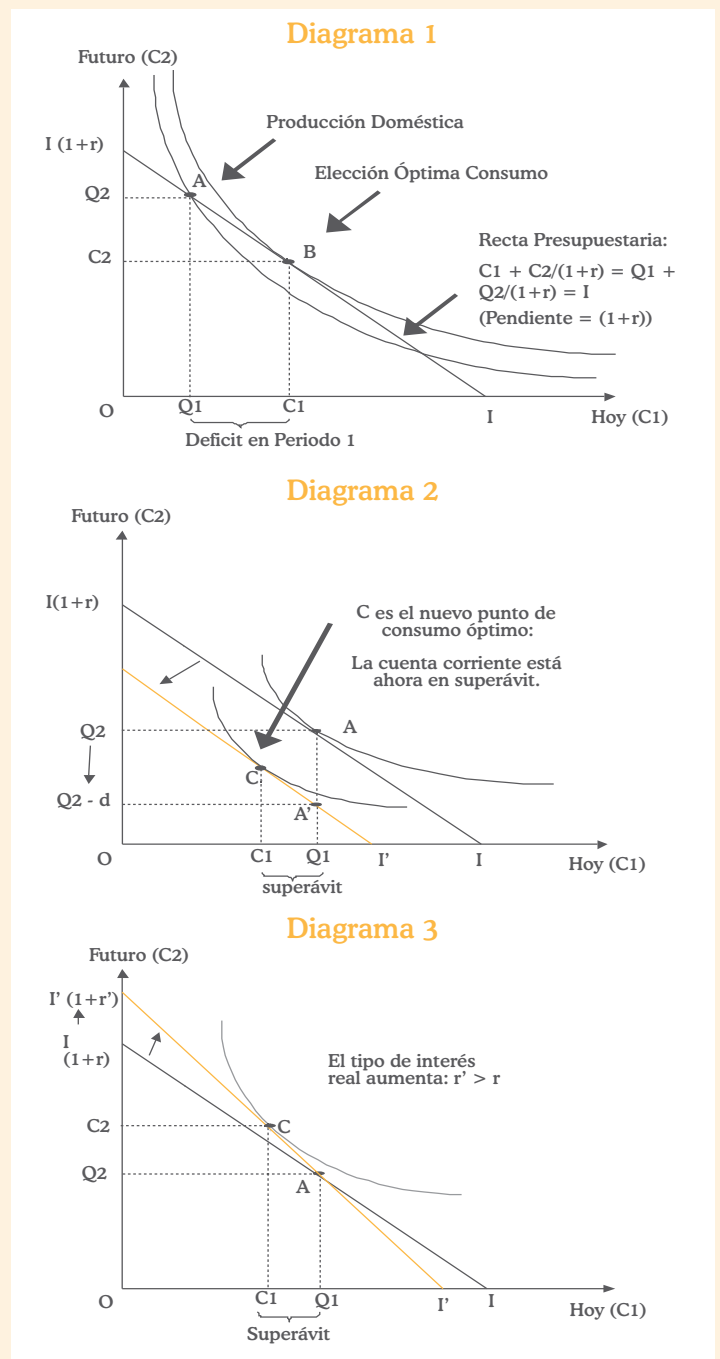 Diagrama 1
Futuro (C2)
Producción Doméstica
I (1+r)
A
Elección Óptima Consumo
Q2
B
C2
Recta Presupuestaria:
C1 + C2/(1+r) = Q1 +
Q2/(1+r) = I
(Pendiente = (1+r))
O
Q1
C1
I
Hoy (C1)
Deficit en Periodo 1
Diagrama 2
Futuro (C2)
I(1+r)
C es el nuevo punto de
consumo óptimo:
La cuenta corriente está
ahora en superávit.
Q2
A
C
Q2 - d
A'
O
C1
Q1
I'
I
Hoy (C1)
superávit
Diagrama 3
Futuro (C2)
I' (1+r')
I
(1+r)
El tipo de interés
real aumenta: r' > r
C2
C
Q2
A
O
C1
Q1
I'
I
Hoy (C1)
Superávit